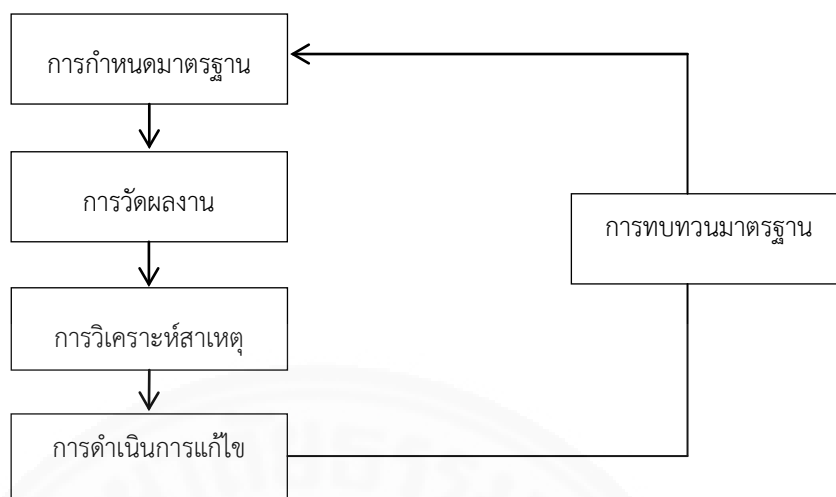 การกำหนดมาตรฐาน
การวัดผลงาน
การทบทวนมาตรฐาน
การวิเคราะห์สาเหตุ
การดำเนินการแก้ไข